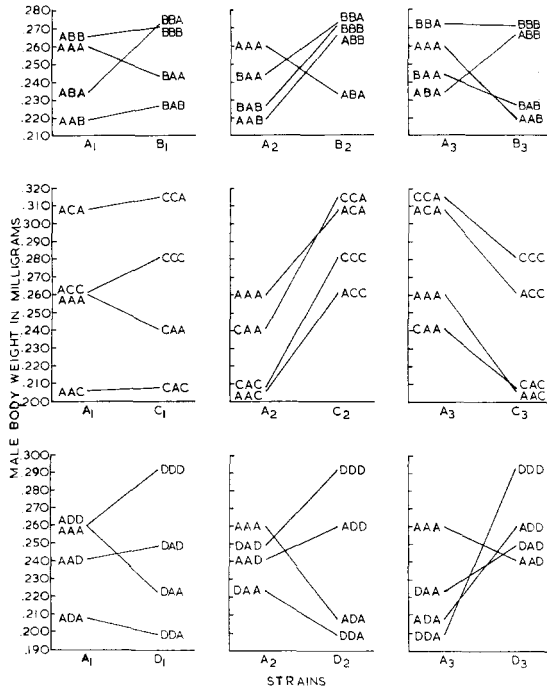 MALE BODY WEIGHT IN MILLIGRAMS
.280
.270
.260
.250
.240
.230
.220
.210
ABB
AAA
ABA
AAB
BBA
BBB
BAA
BAB
A1 B1
AAA
BAA
BAB
AAB
BBA
BBB
ABB
ABA
A2 B2
BBA
AAA
BAA
ABA
BBB
ABB
BAB
AAB
A3 B3
.320
.310
.300
.290
.280
.270
.260
.250
.240
.230
.220
.210
.200
ACA
ACC
AAA
AAC
CCA
CCC
CAA
CAC
A1 C1
AAA
CAA
CAC
AAC
CCA
ACA
CCC
ACC
A2 C2
CCA
ACA
AAA
CAA
CCC
ACC
CAC
AAC
A3 C3
.300
.290
.280
.270
.260
.250
.240
.230
.220
.210
.200
.190
ADD
AAA
AAD
ADA
DDD
DAD
DAA
DDA
A1 D1
AAA
DAD
AAD
DAA
DDD
ADD
ADA
DDA
A2 D2
AAA
DAA
ADA
DDA
DDD
ADD
DAD
AAD
A3 D3
STRAINS